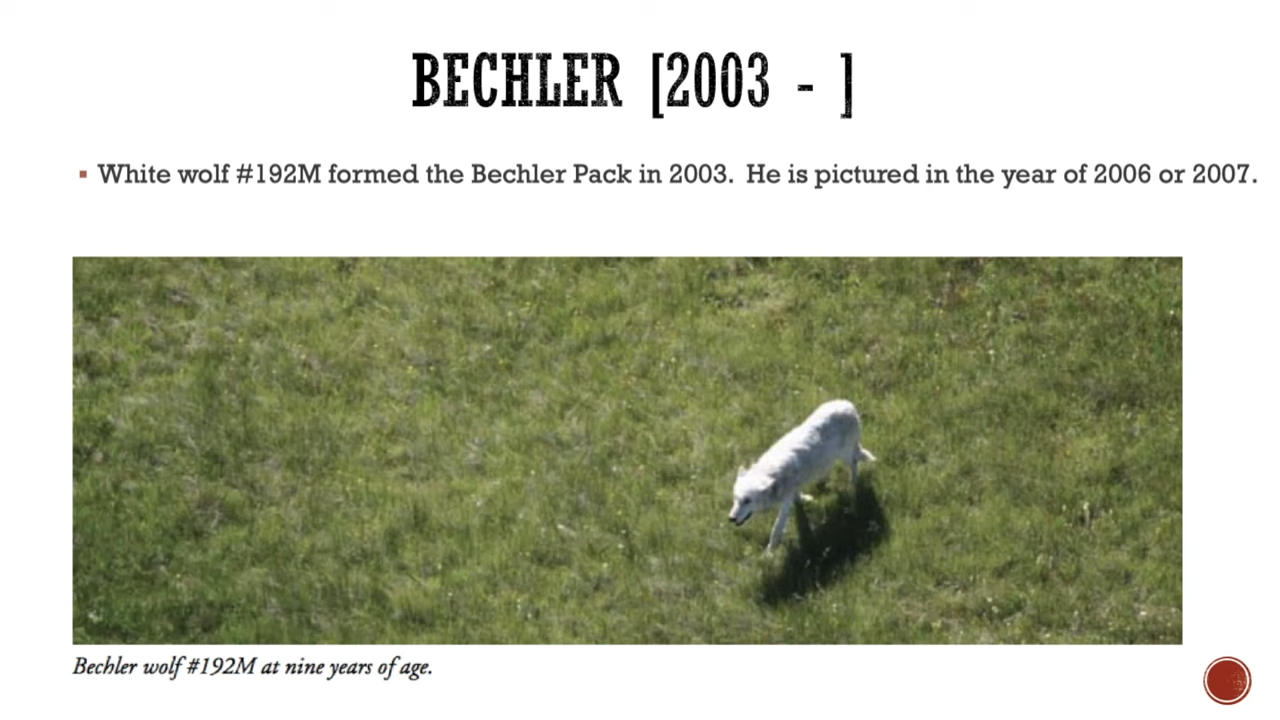 BECHLER [2003 - ]
White wolf #192M formed the Bechler Pack in 2003. He is pictured in the year of 2006 or 2007.
Bechler wolf #192M at nine years of age.